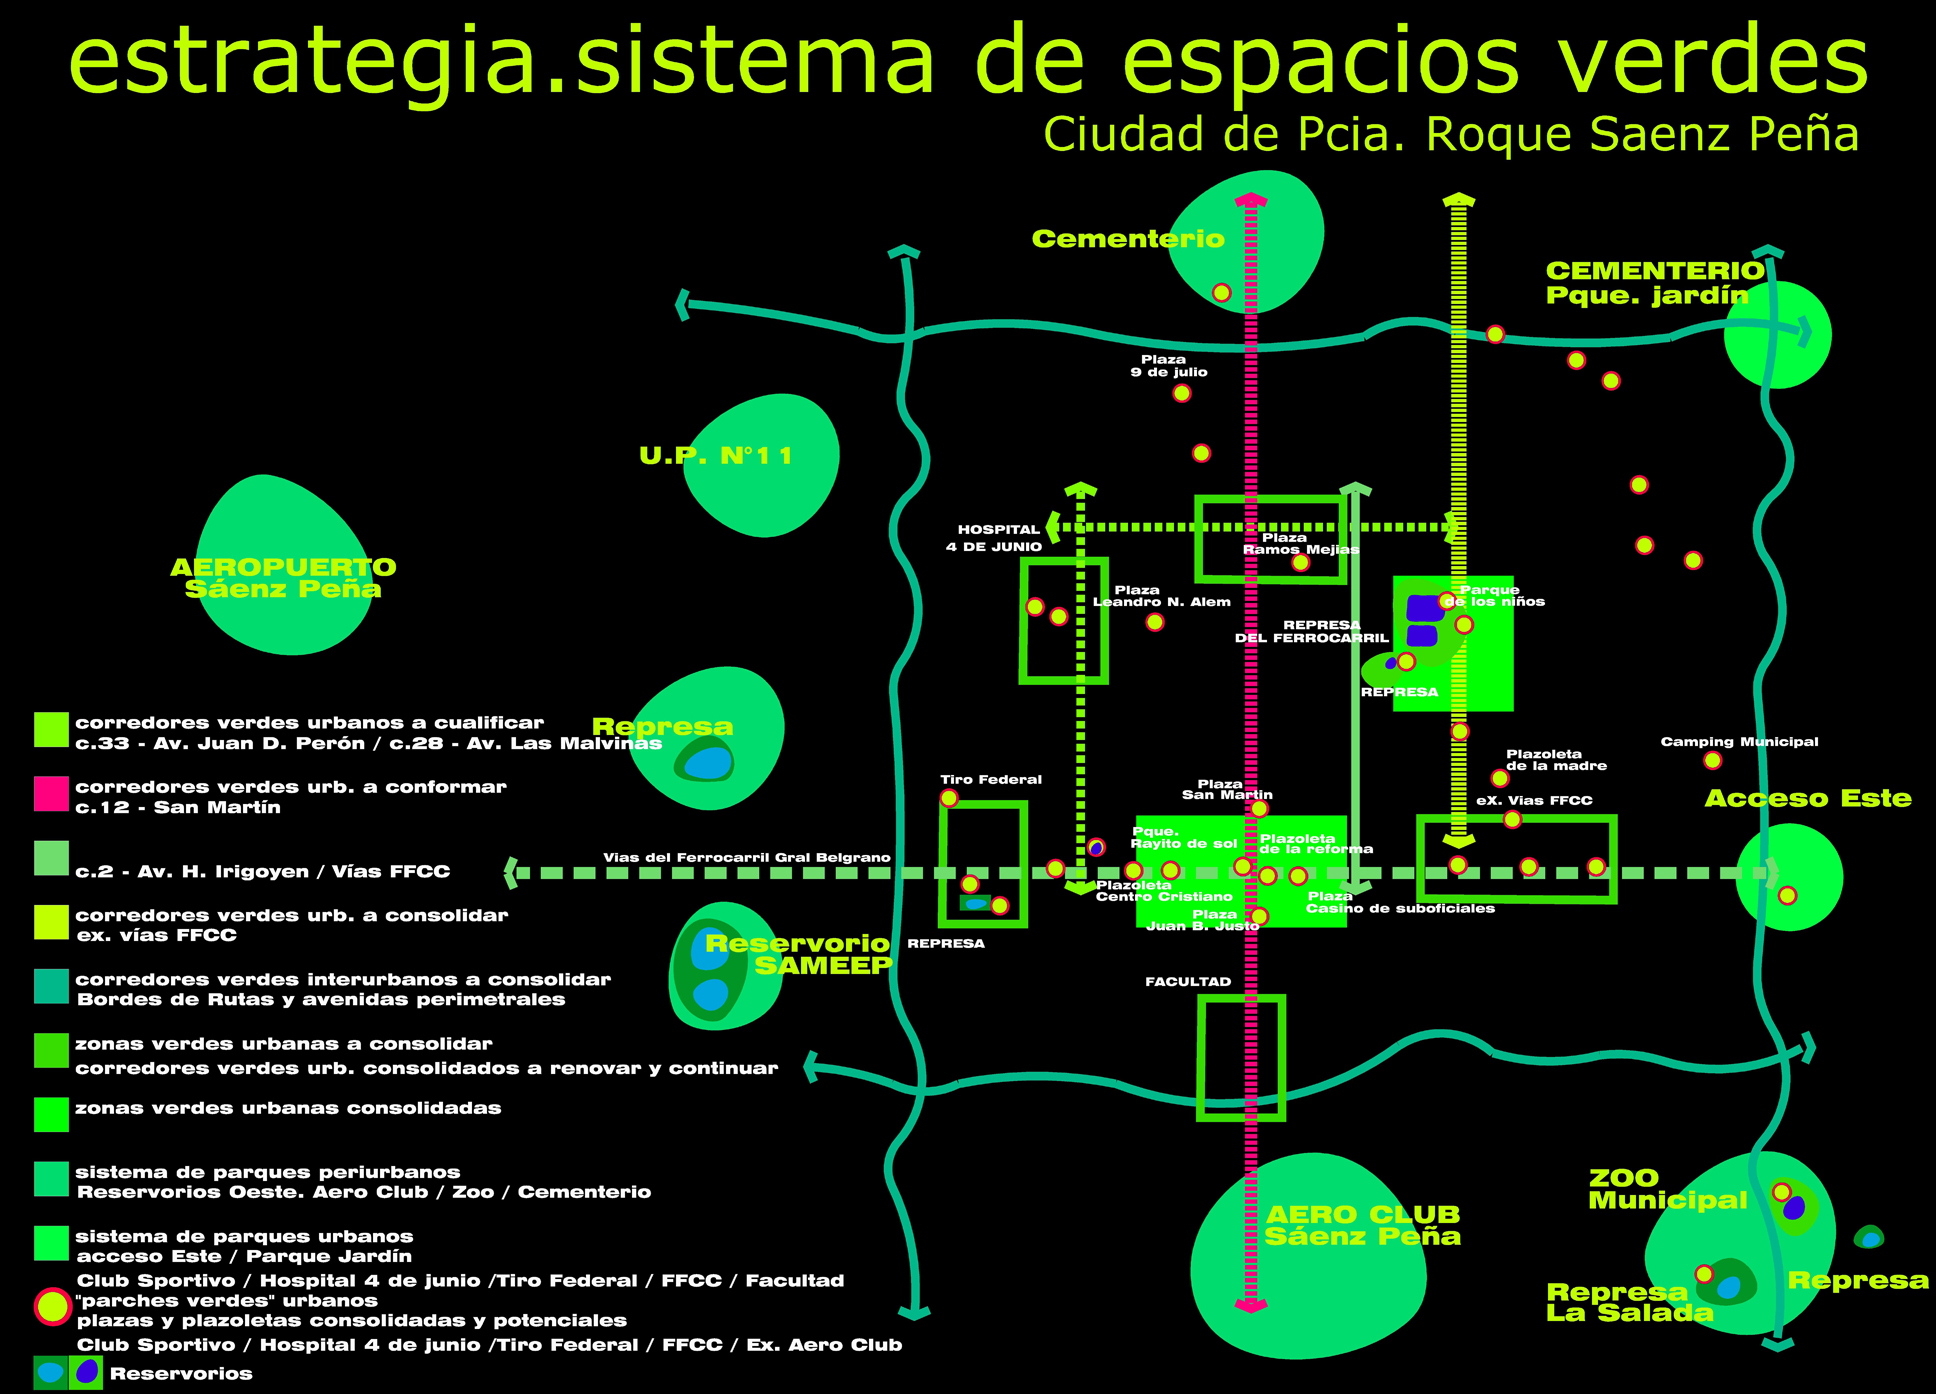 estrategia.sistema de espacios verdes
Ciudad de Pcia. Roque Saenz Peña
Cementerio
CEMENTERIO
Pque. jardín
Plaza
9 de julio
U.P. N°11
AEROPUERTO
Sáenz Peña
HOSPITAL
4 DE JUNIO
Plaza
Ramos Mejias
Plaza
Leandro N. Alem
Parque
de los niños
REPRESA
DEL FERROCARRIL
REPRESA
Represa
Tiro Federal
Plaza
San Martin
Plazoleta
de la madre
Camping Municipal
eX. Vias FFCC
Acceso Este
Pque.
Rayito de sol
Plazoleta
de la reforma
Vias del Ferrocarril Gral Belgrano
Plazoleta
Centro Cristiano
Plaza
Casino de suboficiales
Plaza
Juan B. Justo
REPRESA
Reservorio
SAMEEP
FACULTAD
AERO CLUB
Sáenz Peña
ZOO
Municipal
Represa
Represa
La Salada
corredores verdes urbanos a cualificar
c.33 - Av. Juan D. Perón / c.28 - Av. Las Malvinas
corredores verdes urb. a conformar
c.12 - San Martín
c.2 - Av. H. Irigoyen / Vías FFCC
corredores verdes urb. a consolidar
ex. vías FFCC
corredores verdes interurbanos a consolidar
Bordes de Rutas y avenidas perimetrales
zonas verdes urbanas a consolidar
corredores verdes urb. consolidados a renovar y continuar
zonas verdes urbanas consolidadas
sistema de parques periurbanos
Reservorios Oeste. Aero Club / Zoo / Cementerio
sistema de parques urbanos
acceso Este / Parque Jardín
Club Sportivo / Hospital 4 de junio /Tiro Federal / FFCC / Facultad
"parches verdes" urbanos
plazas y plazoletas consolidadas y potenciales
Club Sportivo / Hospital 4 de junio /Tiro Federal / FFCC / Ex. Aero Club
Reservorios